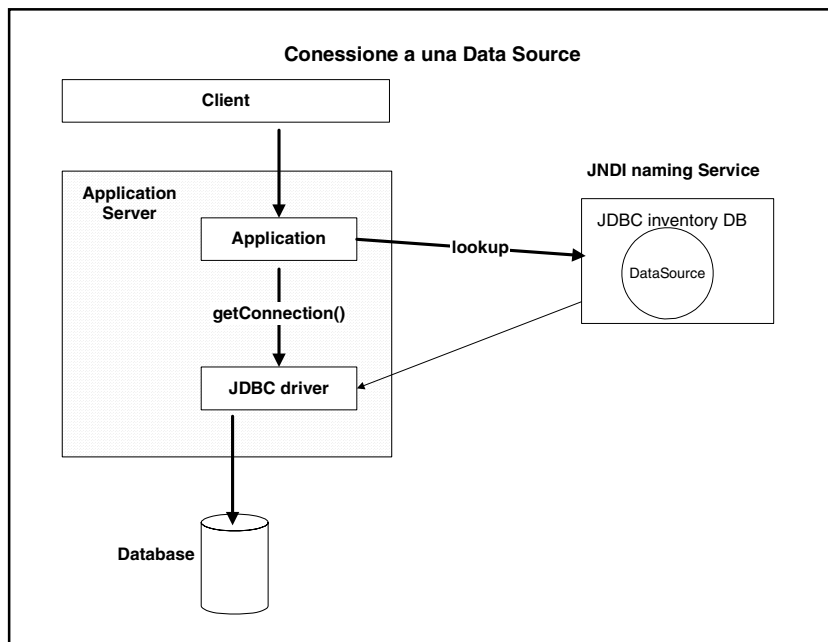 Conessione a una Data Source
Client
JNDI naming Service
Application
Server
JDBC inventory DB
Application
lookup
DataSource
getConnection()
JDBC driver
Database